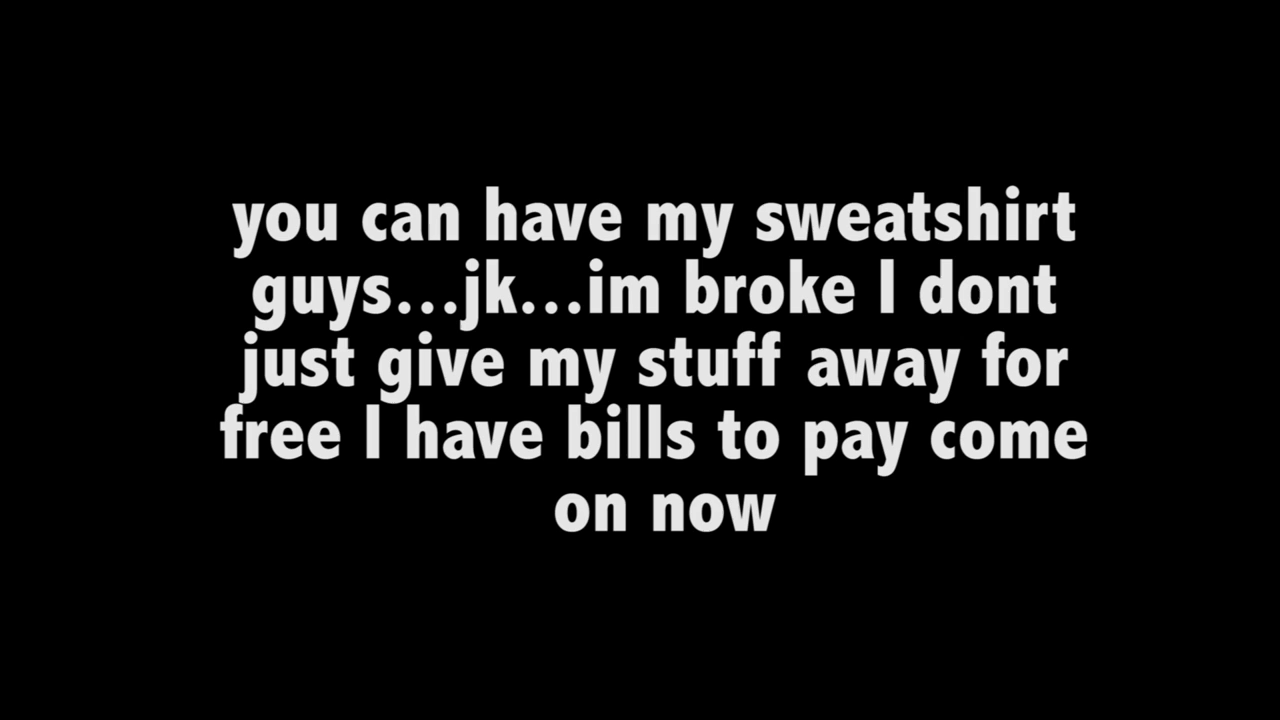 you can have my sweatshirt
guys...jk...im broke I dont
just give my stuff away for
free I have bills to pay come
on now